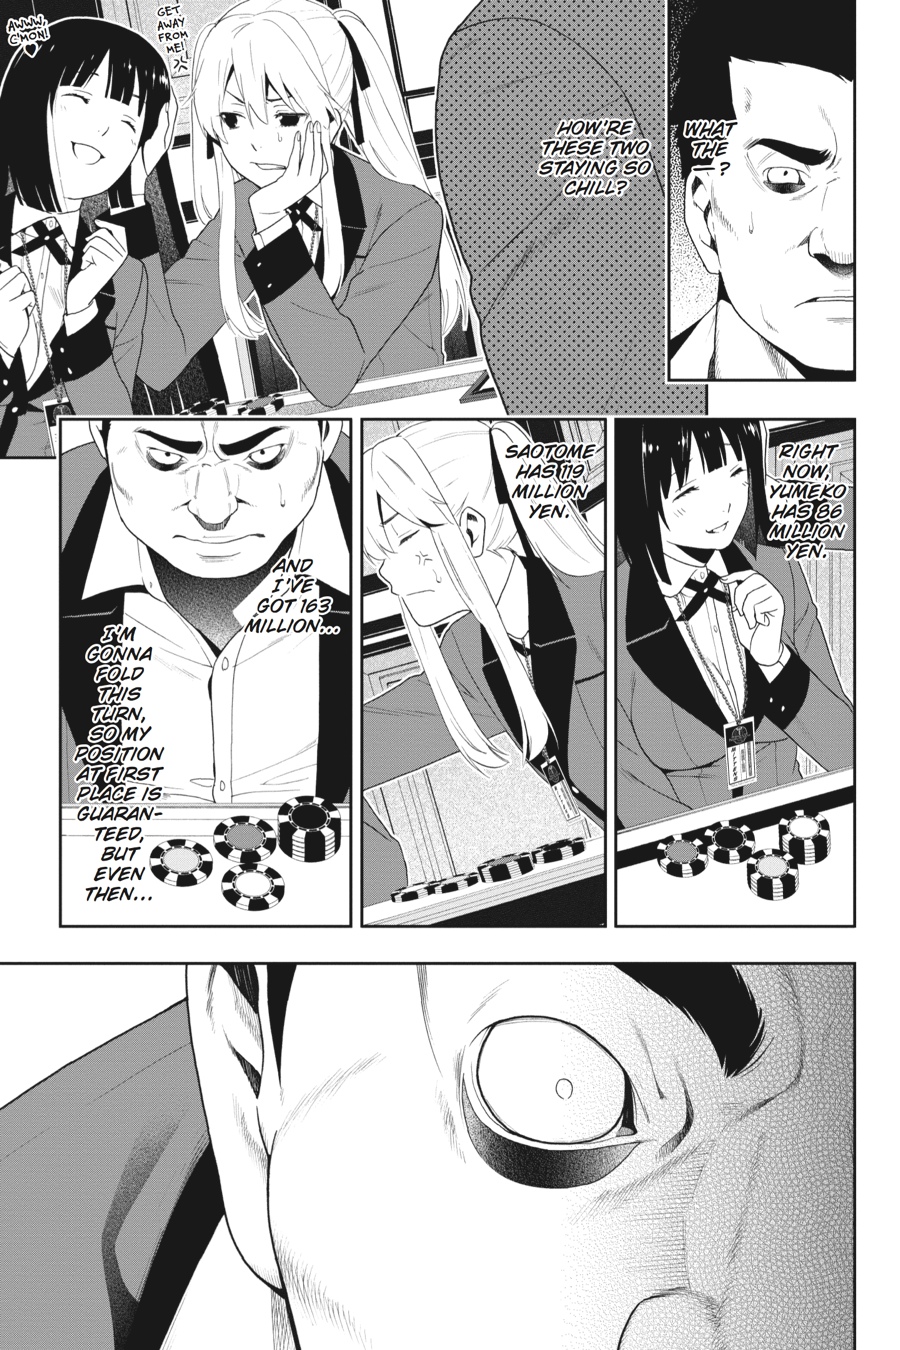 WHAT
THE
—?
HOW'RE
THESE TWO
STAYING SO
CHILL?
GET
AWAY
FROM
ME!
AWW,
C'MON!
♥
RIGHT
NOW,
YUMEKO
HAS 86
MILLION
YEN.
SAOTOME
HAS 119
MILLION
YEN.
AND
I'VE
GOT 163
MILLION...
I'M
GONNA
FOLD
THIS
TURN,
SO MY
POSITION
AT FIRST
PLACE IS
GUARAN-
TEED,
BUT
EVEN
THEN...